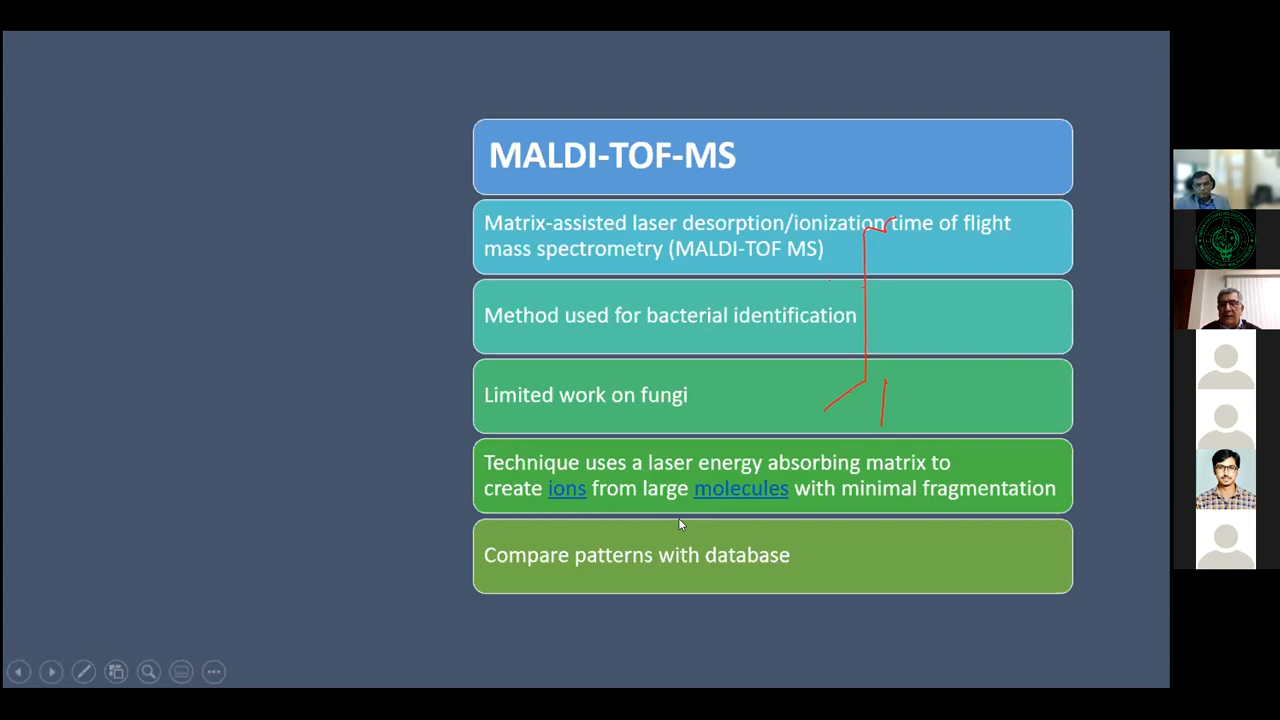 MALDI-TOF-MS
Matrix-assisted laser desorption/ionization time of flight
mass spectrometry (MALDI-TOF MS)
Method used for bacterial identification
Limited work on fungi
Technique uses a laser energy absorbing matrix to
create ions from large molecules with minimal fragmentation
Compare patterns with database